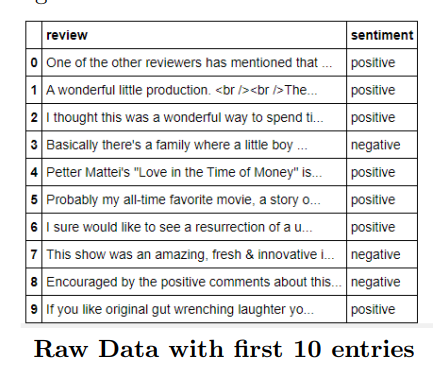 review sentiment
0 One of the other reviewers has mentioned that ... positive
1 A wonderful little production. <br /><br />The... positive
2 I thought this was a wonderful way to spend ti... positive
3 Basically there's a family where a little boy ... negative
4 Petter Mattei's "Love in the Time of Money" is... positive
5 Probably my all-time favorite movie, a story o... positive
6 I sure would like to see a resurrection of a u... positive
7 This show was an amazing, fresh & innovative i... negative
8 Encouraged by the positive comments about this... negative
9 If you like original gut wrenching laughter yo... positive
Raw Data with first 10 entries